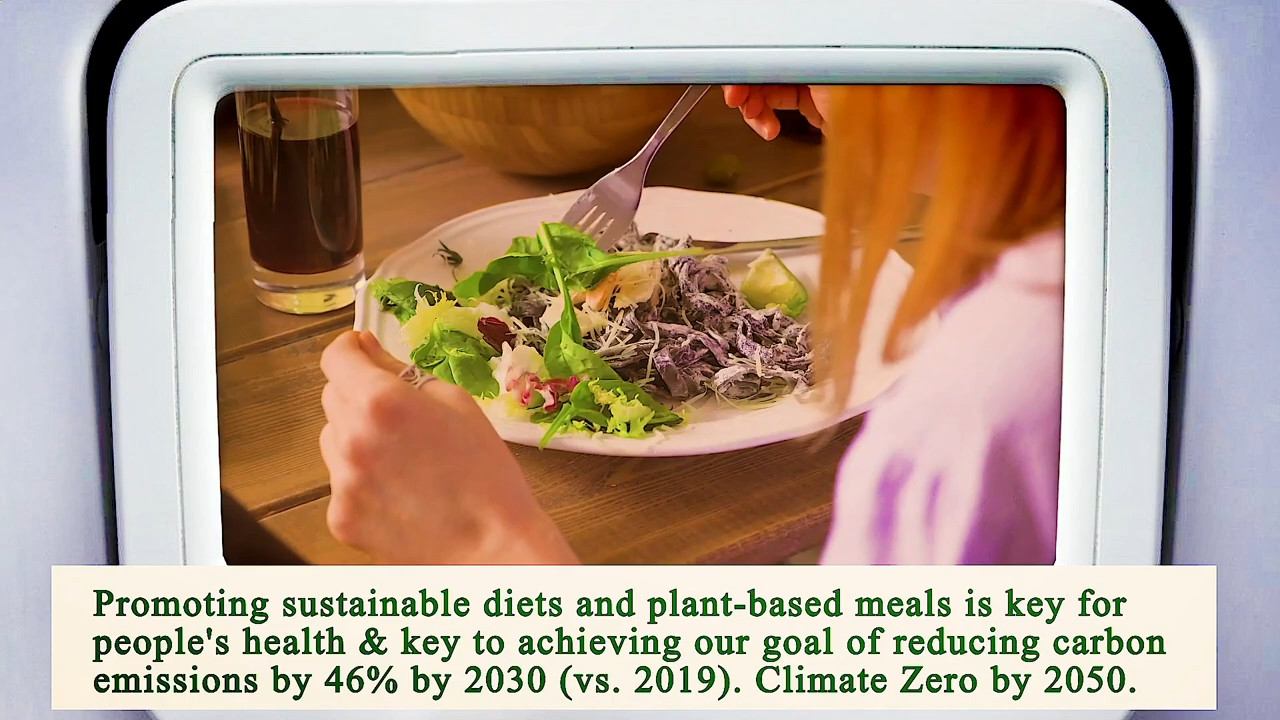 Promoting sustainable diets and plant-based meals is key for
people's health & key to achieving our goal of reducing carbon
emissions by 46% by 2030 (vs. 2019). Climate Zero by 2050.